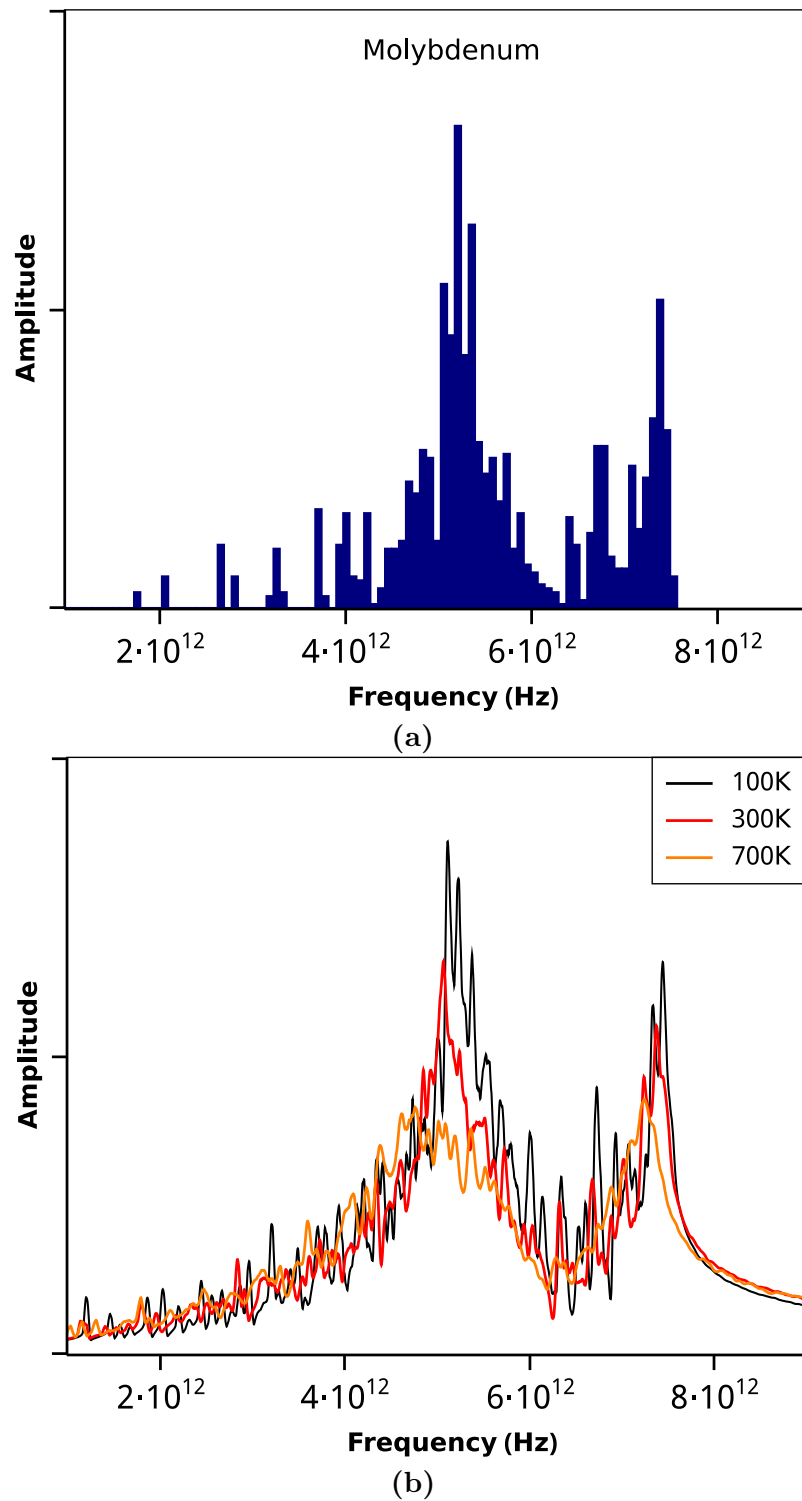 Molybdenum
Amplitude
2·10¹² 4·10¹² 6·10¹² 8·10¹²
Frequency (Hz)
(a)
100K
300K
700K
Amplitude
2·10¹² 4·10¹² 6·10¹² 8·10¹²
Frequency (Hz)
(b)